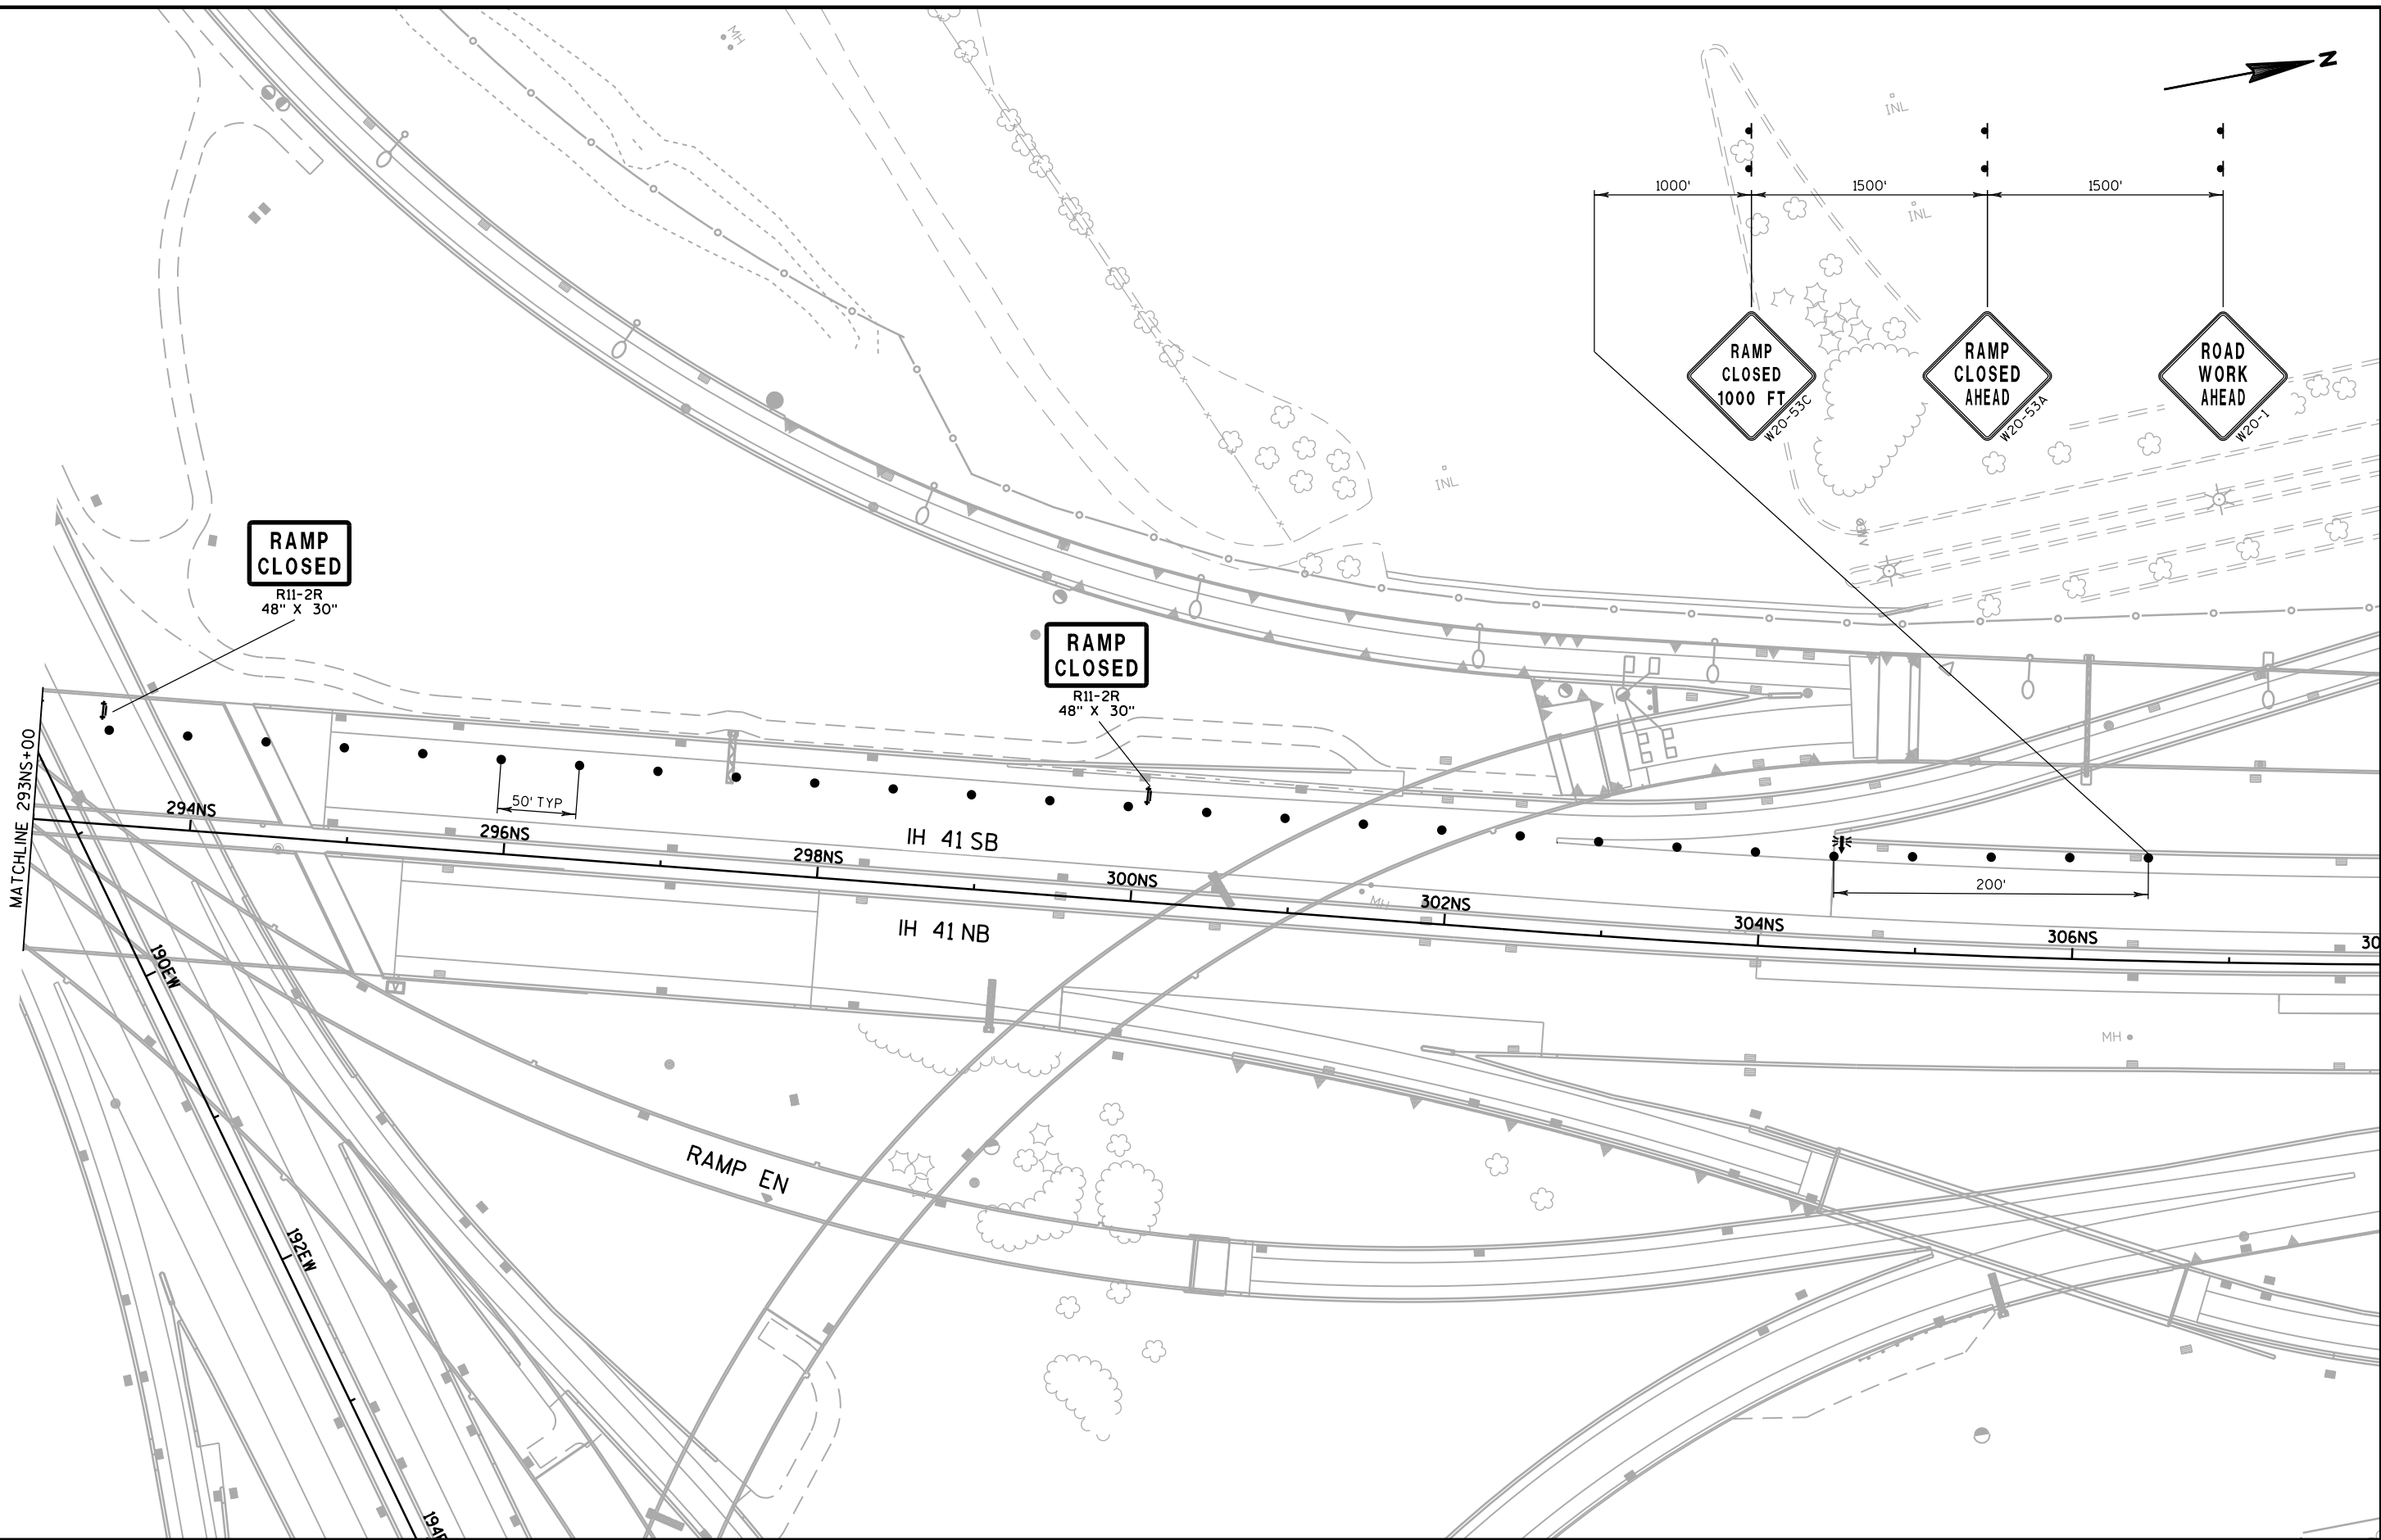 MH
N
INL
1000'
1500'
1500'
INL
RAMP
CLOSED
1000 FT
W20-53C
RAMP
CLOSED
AHEAD
W20-53A
ROAD
WORK
AHEAD
W20-1
INL
RAMP
CLOSED
R11-2R
48" X 30"
RAMP
CLOSED
R11-2R
48" X 30"
MATCHLINE 293NS+00
50' TYP
294NS
296NS
298NS
300NS
302NS
304NS
306NS
30
IH 41 SB
IH 41 NB
200'
MH
MH
190EW
192EW
RAMP EN